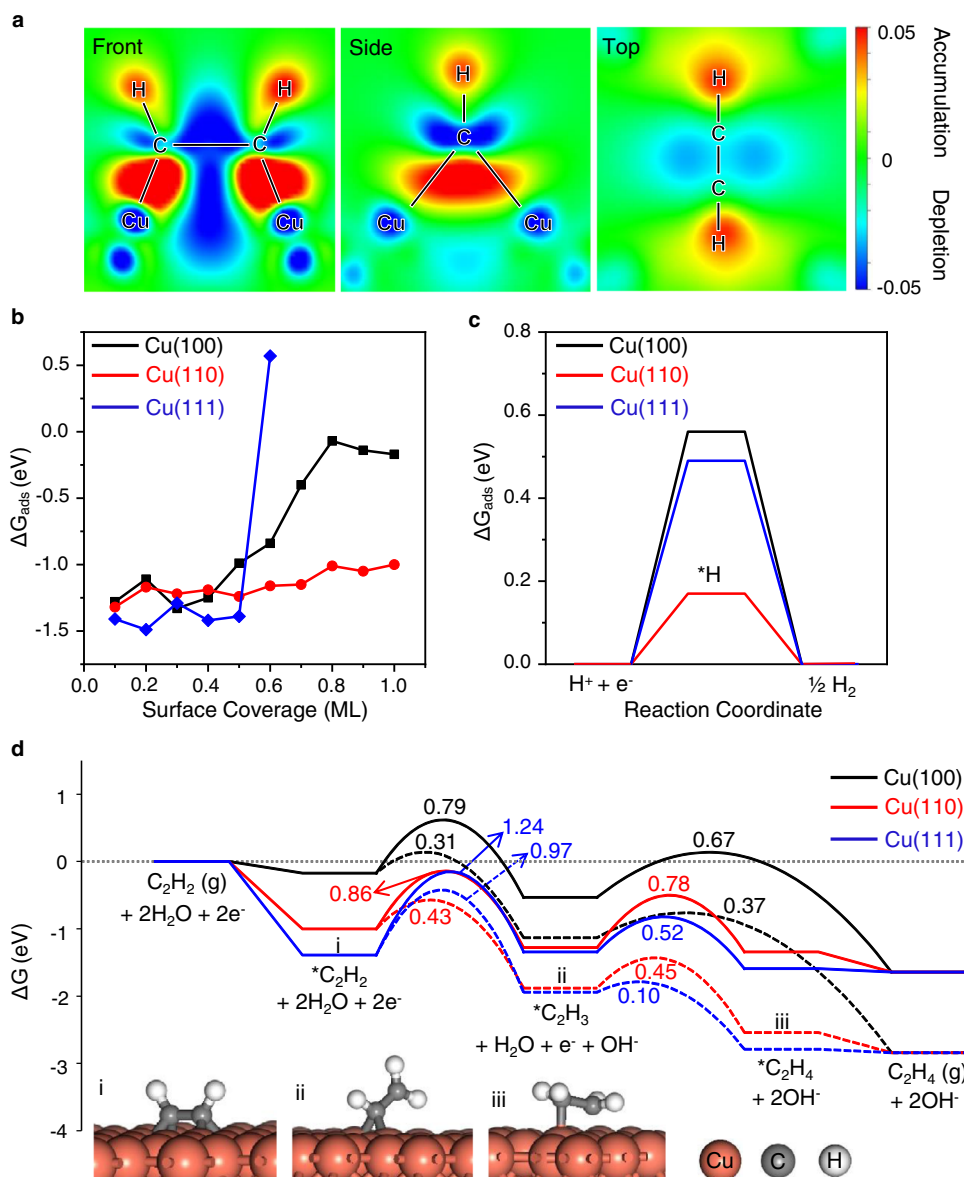 a
Front
Side
Top
H
H
C
C
Cu
Cu
H
C
Cu
Cu
H
C
C
H
0.05
0
-0.05
Accumulation
Depletion
b
Cu(100)
Cu(110)
Cu(111)
0.5
0.0
-0.5
-1.0
-1.5
ΔG_ads (eV)
0.0 0.2 0.4 0.6 0.8 1.0
Surface Coverage (ML)
c
Cu(100)
Cu(110)
Cu(111)
0.8
0.6
0.4
0.2
0.0
ΔG_ads (eV)
*H
H⁺ + e⁻
½ H₂
Reaction Coordinate
d
Cu(100)
Cu(110)
Cu(111)
1
0
-1
-2
-3
-4
ΔG (eV)
0.79
0.31
1.24
0.97
0.86
0.43
0.67
0.78
0.37
0.52
0.45
0.10
C₂H₂ (g)
+ 2H₂O + 2e⁻
i
*C₂H₂
+ 2H₂O + 2e⁻
ii
*C₂H₃
+ H₂O + e⁻ + OH⁻
iii
*C₂H₄
+ 2OH⁻
C₂H₄ (g)
+ 2OH⁻
i
ii
iii
Cu
C
H